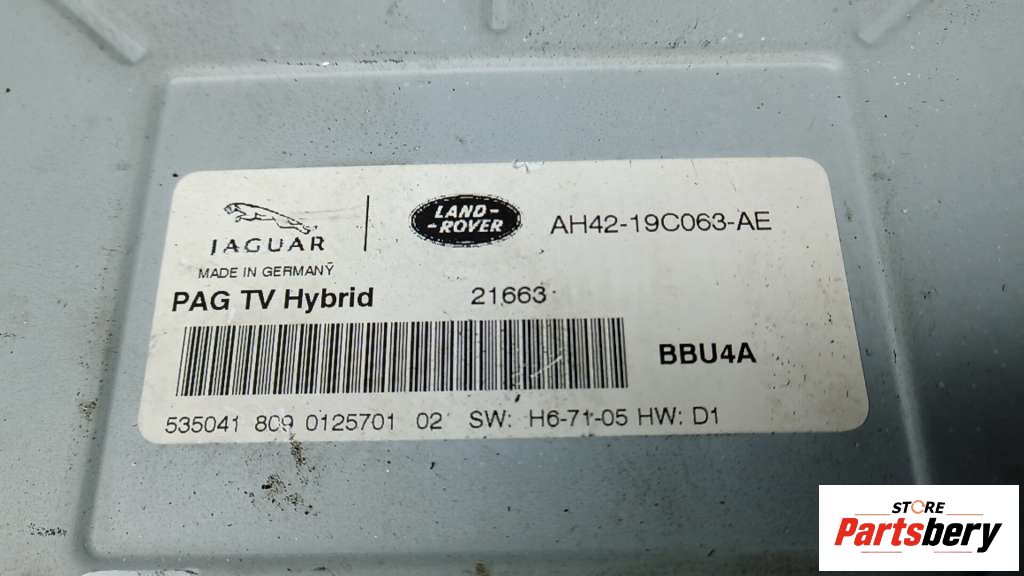 JAGUAR
LAND-
-ROVER
AH42-19C063-AE
MADE IN GERMANY
PAG TV Hybrid 21663
BBU4A
535041 809 0125701 02 SW: H6-71-05 HW: D1
STORE
Partsbery